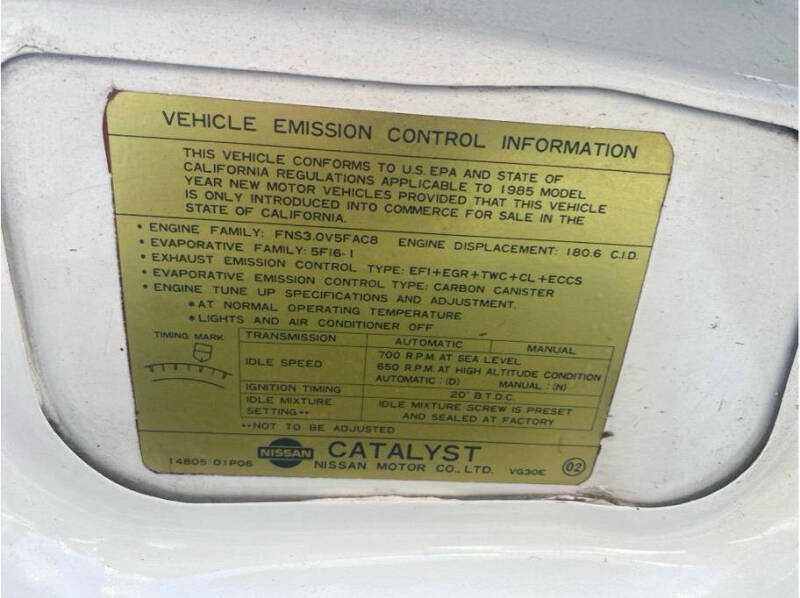 VEHICLE EMISSION CONTROL INFORMATION
THIS VEHICLE CONFORMS TO U.S. EPA AND STATE OF
CALIFORNIA REGULATIONS APPLICABLE TO 1985 MODEL
YEAR NEW MOTOR VEHICLES PROVIDED THAT THIS VEHICLE
IS ONLY INTRODUCED INTO COMMERCE FOR SALE IN THE
STATE OF CALIFORNIA.
• ENGINE FAMILY: FNS3.0V5FAC8 ENGINE DISPLACEMENT: 180.6 C.I.D.
• EVAPORATIVE FAMILY: 5F16-1
• EXHAUST EMISSION CONTROL TYPE: EFI+EGR+TWC+CL+ECCS
• EVAPORATIVE EMISSION CONTROL TYPE: CARBON CANISTER
• ENGINE TUNE UP SPECIFICATIONS AND ADJUSTMENT.
*AT NORMAL OPERATING TEMPERATURE
*LIGHTS AND AIR CONDITIONER OFF
TIMING MARK
TRANSMISSION AUTOMATIC MANUAL
IDLE SPEED 700 R.P.M. AT SEA LEVEL
650 R.P.M. AT HIGH ALTITUDE CONDITION
AUTOMATIC : (D) MANUAL : (N)
IGNITION TIMING 20° B.T.D.C.
IDLE MIXTURE SETTING** IDLE MIXTURE SCREW IS PRESET
AND SEALED AT FACTORY
**NOT TO BE ADJUSTED
14805 01P06 NISSAN CATALYST
NISSAN MOTOR CO., LTD. VG30E 02